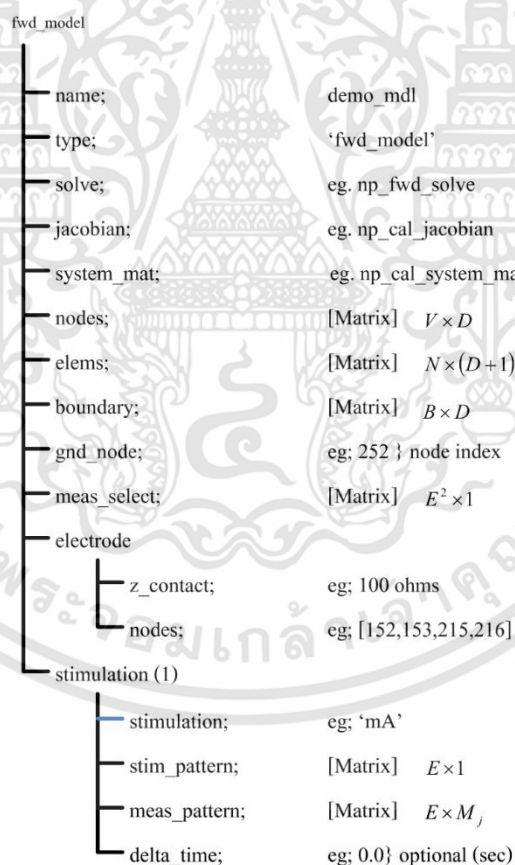 fwd_model
name; demo_mdl
type; 'fwd_model'
solve; eg. np_fwd_solve
jacobian; eg. np_cal_jacobian
system_mat; eg. np_cal_system_ma
nodes; [Matrix] V × D
elems; [Matrix] N × (D + 1)
boundary; [Matrix] B × D
gnd_node; eg; 252 } node index
meas_select; [Matrix] E² × 1
electrode
z_contact; eg; 100 ohms
nodes; eg; [152,153,215,216]
stimulation (1)
stimulation; eg; 'mA'
stim_pattern; [Matrix] E × 1
meas_pattern; [Matrix] E × M_j
delta_time; eg; 0.0} optional (sec)